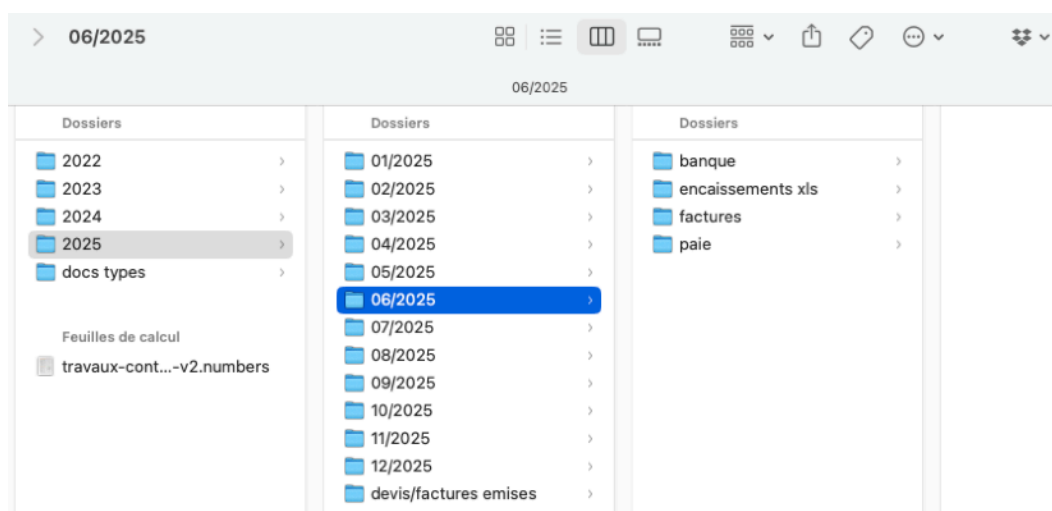 06/2025
06/2025
Dossiers
2022
2023
2024
2025
docs types
Feuilles de calcul
travaux-cont...-v2.numbers
Dossiers
01/2025
02/2025
03/2025
04/2025
05/2025
06/2025
07/2025
08/2025
09/2025
10/2025
11/2025
12/2025
devis/factures emises
Dossiers
banque
encaissements xls
factures
paie